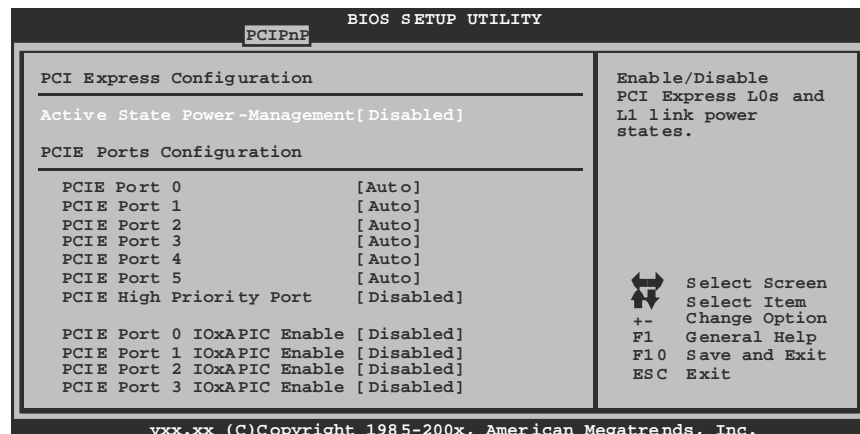 BIOS SETUP UTILITY
PCIPnP
PCI Express Configuration
Active State Power-Management[Disabled]
PCIE Ports Configuration
PCIE Port 0 [Auto]
PCIE Port 1 [Auto]
PCIE Port 2 [Auto]
PCIE Port 3 [Auto]
PCIE Port 4 [Auto]
PCIE Port 5 [Auto]
PCIE High Priority Port [Disabled]
PCIE Port 0 IOxAPIC Enable [Disabled]
PCIE Port 1 IOxAPIC Enable [Disabled]
PCIE Port 2 IOxAPIC Enable [Disabled]
PCIE Port 3 IOxAPIC Enable [Disabled]
Enable/Disable
PCI Express L0s and
L1 link power
states.
Select Screen
Select Item
+- Change Option
F1 General Help
F10 Save and Exit
ESC Exit
vxx.xx (C)Copyright 1985-200x, American Megatrends, Inc.